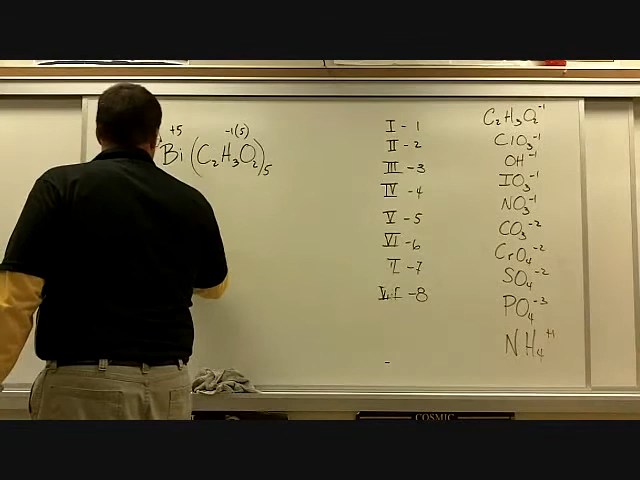 +5 -1(5)
Bi (C₂H₃O₂)₅
I - 1
II - 2
III - 3
IV - 4
V - 5
VI - 6
-7
-8
C₂H₃O₂⁻¹
ClO₃⁻¹
OH⁻¹
IO₃⁻¹
NO₃⁻¹
CO₃⁻²
CrO₄⁻²
SO₄⁻²
PO₄⁻³
NH₄⁺¹
COSMIC